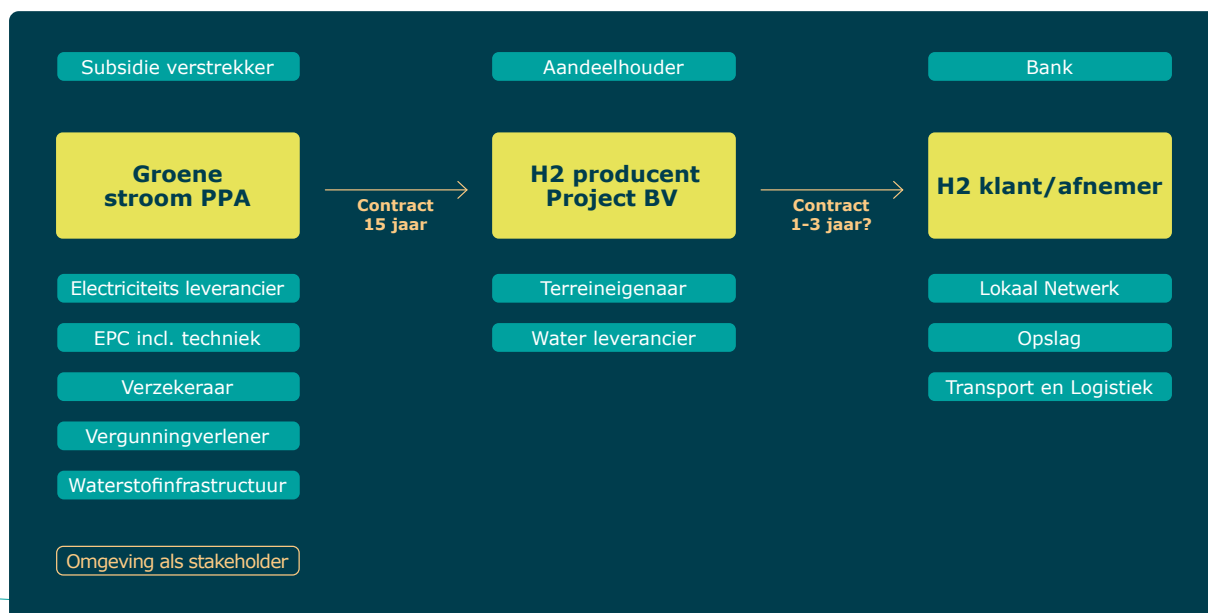 Subsidie verstrekker
Aandeelhouder
Bank
Groene
stroom PPA
Contract
15 jaar
H2 producent
Project BV
Contract
1-3 jaar?
H2 klant/afnemer
Electriciteits leverancier
Terreineigenaar
Lokaal Netwerk
EPC incl. techniek
Water leverancier
Opslag
Verzekeraar
Transport en Logistiek
Vergunningverlener
Waterstofinfrastructuur
Omgeving als stakeholder